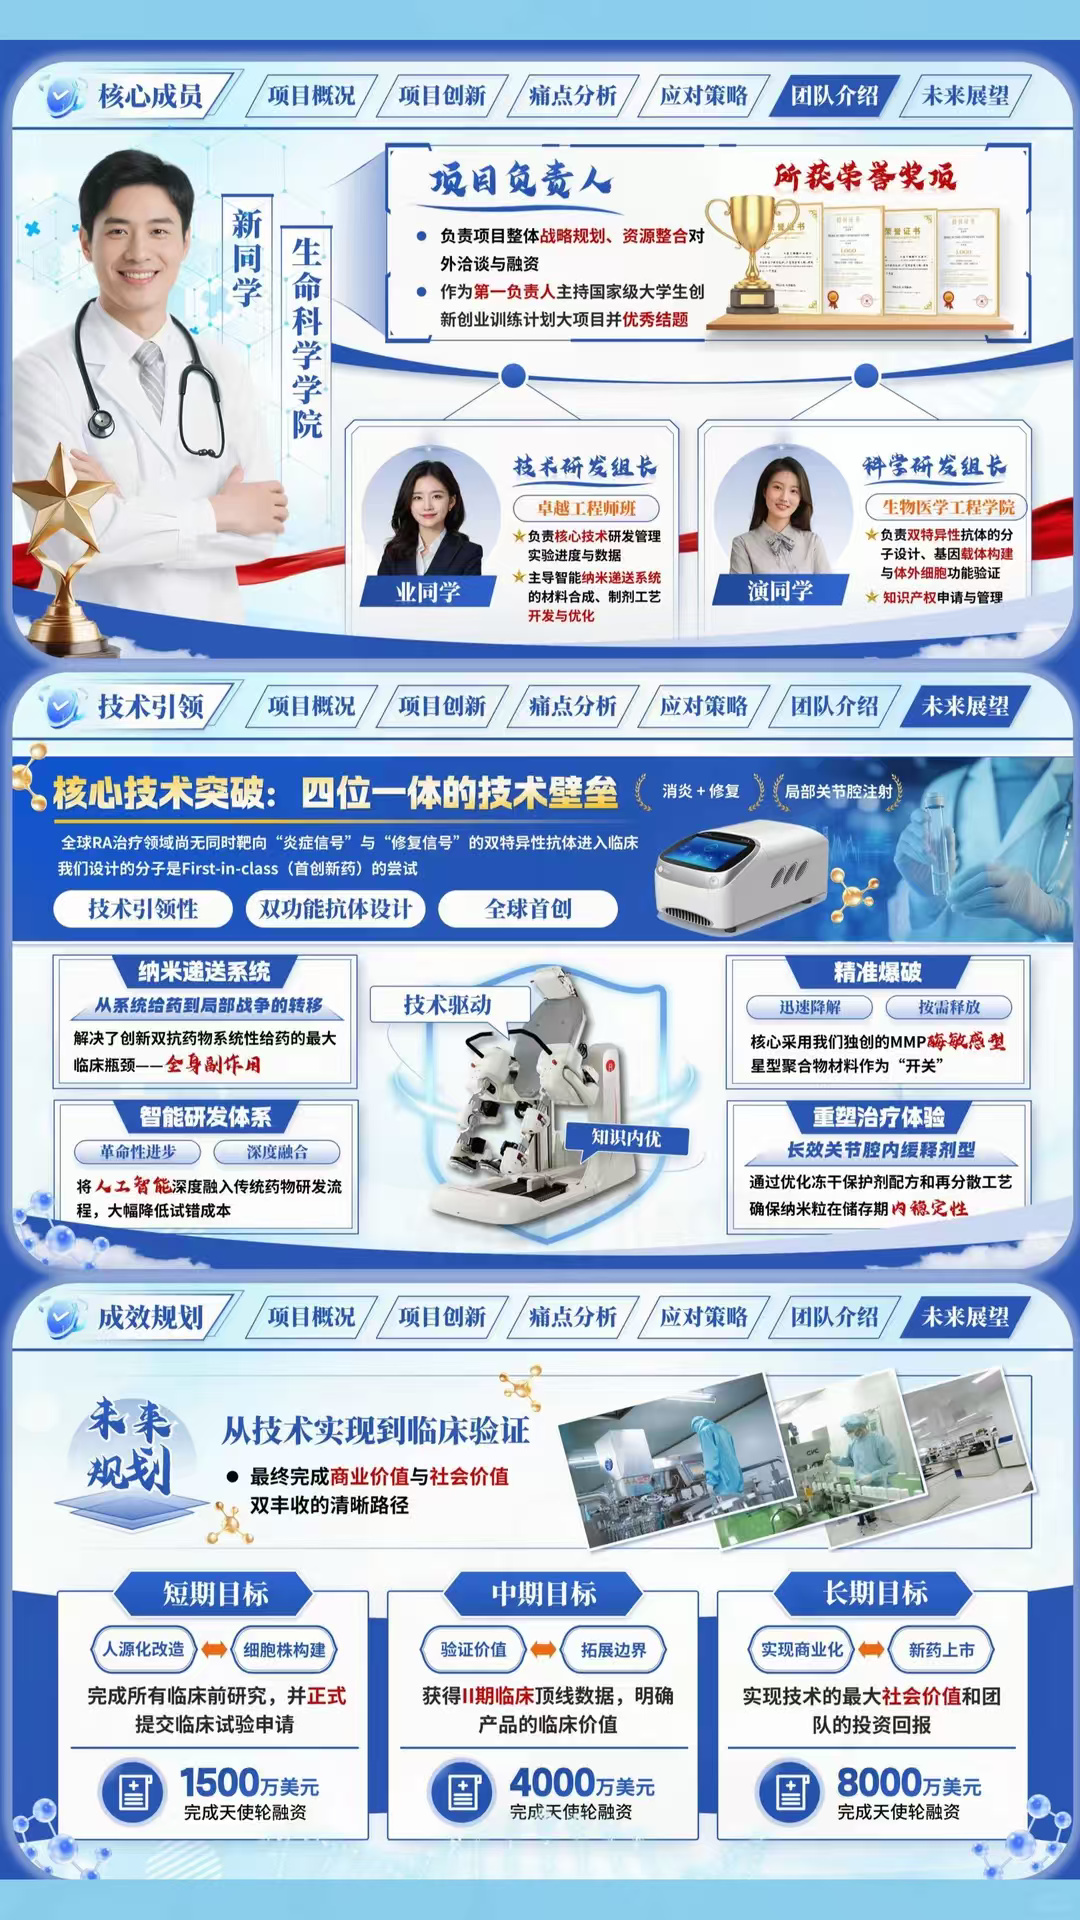 核心成员
项目概况
项目创新
痛点分析
应对策略
团队介绍
未来展望
新同学
生命科学学院
项目负责人
负责项目整体战略规划、资源整合对
外洽谈与融资
作为第一负责人主持国家级大学生创
新创业训练计划大项目并优秀结题
所获荣誉奖项
荣誉证书
技术研发组长
卓越工程师班
负责核心技术研发管理
实验进度与数据
主导智能纳米递送系统
的材料合成、制剂工艺
开发与优化
业同学
科学研发组长
生物医学工程学院
负责双特异性抗体的分
子设计、基因载体构建
与体外细胞功能验证
知识产权申请与管理
演同学
技术引领
项目概况
项目创新
痛点分析
应对策略
团队介绍
未来展望
核心技术突破：四位一体的技术壁垒
消炎+修复
局部关节腔注射
全球RA治疗领域尚无同时靶向“炎症信号”与“修复信号”的双特异性抗体进入临床
我们设计的分子是First-in-class（首创新药）的尝试
技术引领性
双功能抗体设计
全球首创
纳米递送系统
从系统给药到局部战争的转移
解决了创新双抗药物系统性给药的最大
临床瓶颈——全身副作用
智能研发体系
革命性进步
深度融合
将人工智能深度融入传统药物研发流
程，大幅降低试错成本
技术驱动
知识内优
精准爆破
迅速降解
按需释放
核心采用我们独创的MMP酶敏感型
星型聚合物材料作为“开关”
重塑治疗体验
长效关节腔内缓释剂型
通过优化冻干保护剂配方和再分散工艺
确保纳米粒在储存期内稳定性
成效规划
项目概况
项目创新
痛点分析
应对策略
团队介绍
未来展望
未来
规划
从技术实现到临床验证
最终完成商业价值与社会价值
双丰收的清晰路径
短期目标
人源化改造
细胞株构建
完成所有临床前研究，并正式
提交临床试验申请
1500万美元
完成天使轮融资
中期目标
验证价值
拓展边界
获得II期临床顶线数据，明确
产品的临床价值
4000万美元
完成天使轮融资
长期目标
实现商业化
新药上市
实现技术的最大社会价值和团
队的投资回报
8000万美元
完成天使轮融资